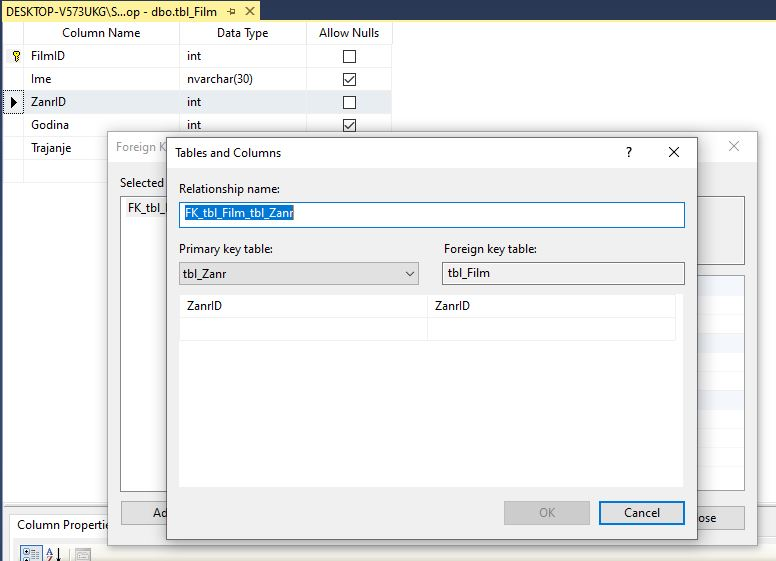 DESKTOP-V573UKG\S...op - dbo.tbl_Film
Column Name Data Type Allow Nulls
FilmID int
Ime nvarchar(30)
ZanrID int
Godina int
Trajanje
Foreign K
Selected
FK_tbl_
Tables and Columns ?
Relationship name:
FK_tbl_Film_tbl_Zanr
Primary key table: Foreign key table:
tbl_Zanr tbl_Film
ZanrID ZanrID
OK Cancel
Ad
ose
Column Propertie